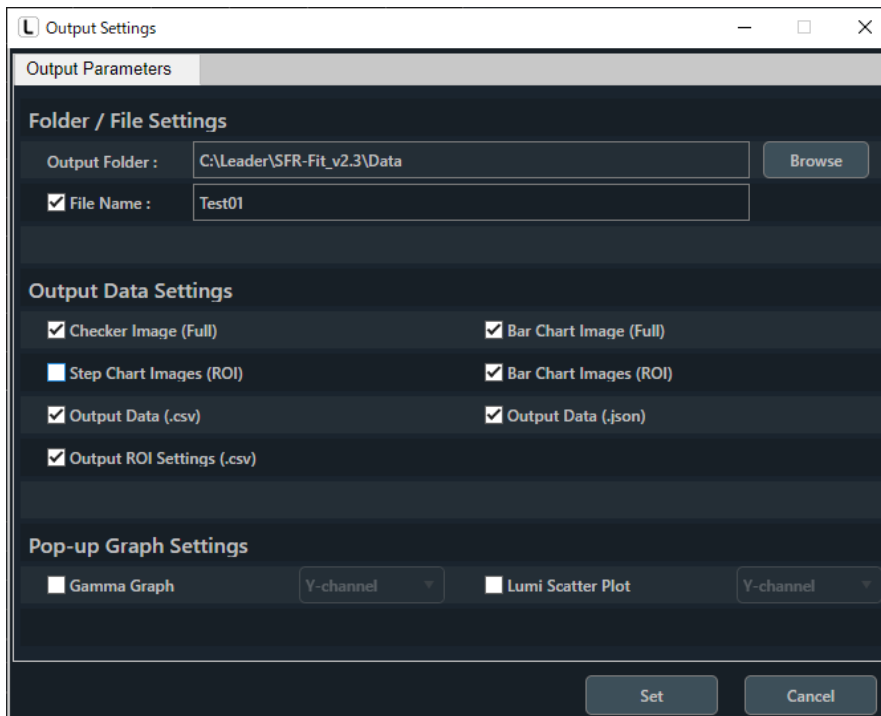 L Output Settings
Output Parameters
Folder / File Settings
Output Folder : C:\Leader\SFR-Fit_v2.3\Data Browse
File Name : Test01
Output Data Settings
Checker Image (Full) Bar Chart Image (Full)
Step Chart Images (ROI) Bar Chart Images (ROI)
Output Data (.csv) Output Data (.json)
Output ROI Settings (.csv)
Pop-up Graph Settings
Gamma Graph Y-channel Lumi Scatter Plot Y-channel
Set Cancel